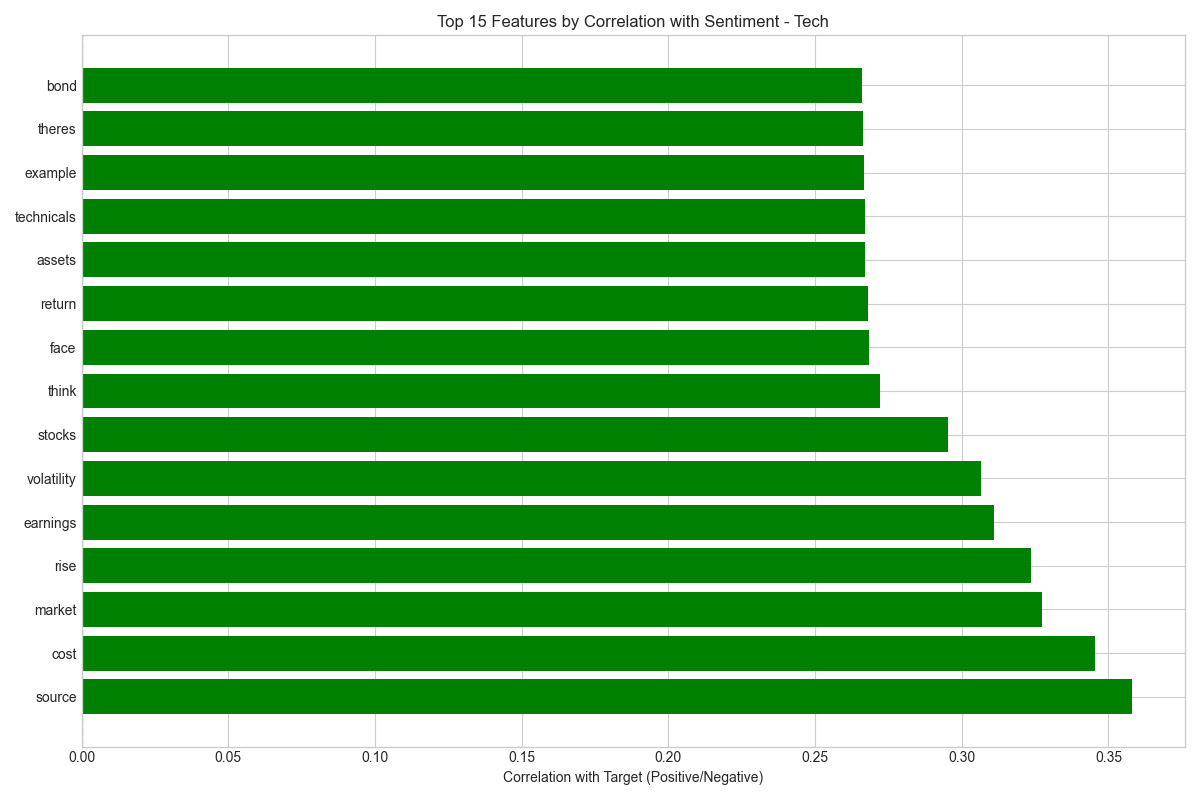 Top 15 Features by Correlation with Sentiment - Tech
bond
theres
example
technicals
assets
return
face
think
stocks
volatility
earnings
rise
market
cost
source
0.00 0.05 0.10 0.15 0.20 0.25 0.30 0.35
Correlation with Target (Positive/Negative)